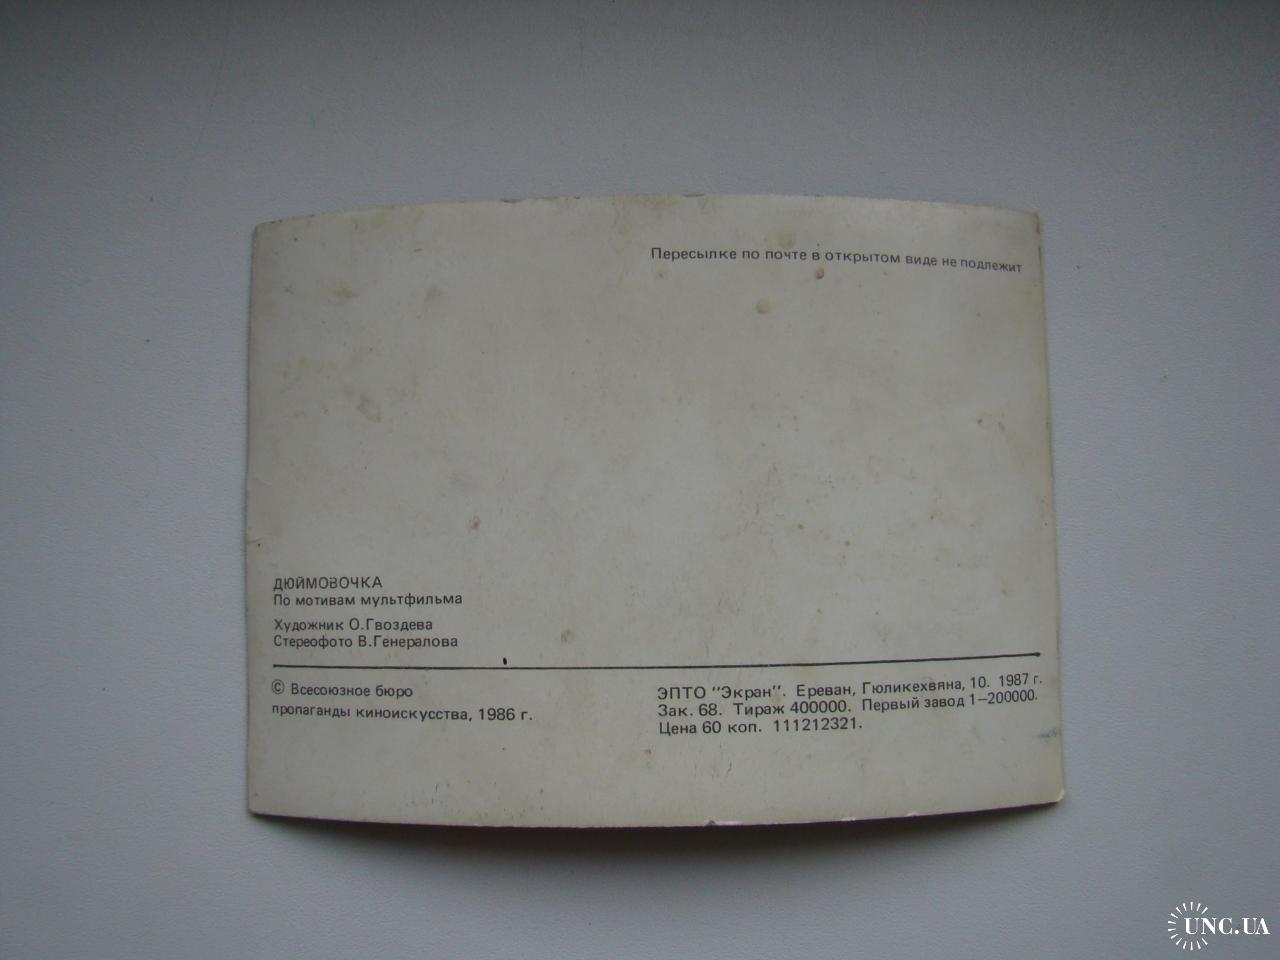 Пересылке по почте в открытом виде не подлежит
ДЮЙМОВОЧКА
По мотивам мультфильма
Художник О.Гвоздева
Стереофото В.Генералова
© Всесоюзное бюро
пропаганды киноискусства, 1986 г.
ЭПТО "Экран". Ереван, Гюликехвяна, 10. 1987 г.
Зак. 68. Тираж 400000. Первый завод 1—200000.
Цена 60 коп. 111212321.
UNC.UA